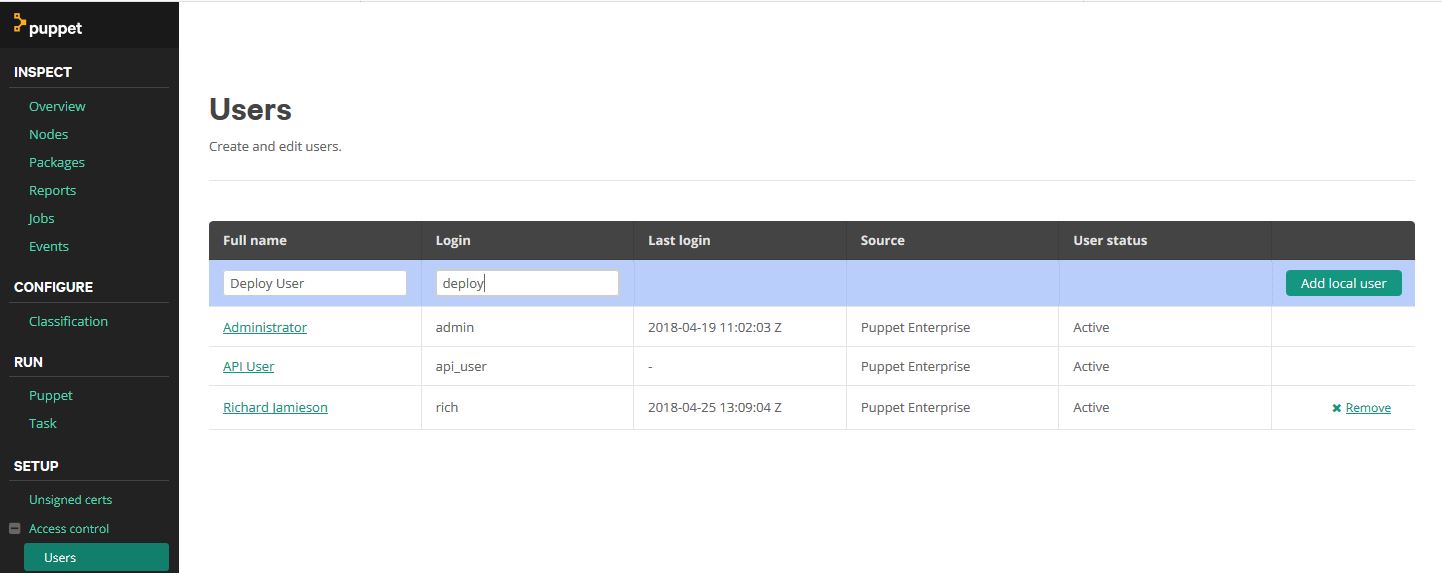 puppet
INSPECT
Overview
Nodes
Packages
Reports
Jobs
Events
CONFIGURE
Classification
RUN
Puppet
Task
SETUP
Unsigned certs
Access control
Users
Users
Create and edit users.
Full name Login Last login Source User status
Deploy User deploy Add local user
Administrator admin 2018-04-19 11:02:03 Z Puppet Enterprise Active
API User api_user - Puppet Enterprise Active
Richard Jamieson rich 2018-04-25 13:09:04 Z Puppet Enterprise Active ✖ Remove